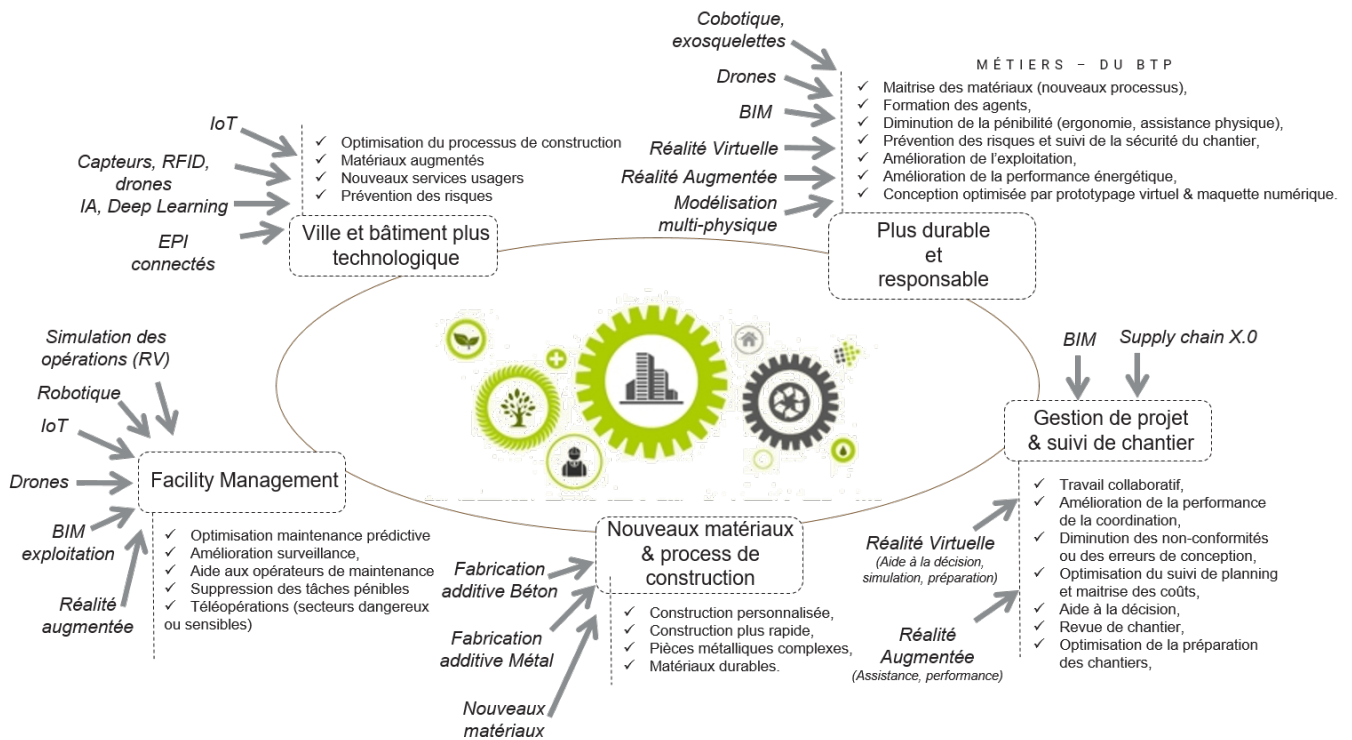 Cobotique,
exosquelettes
Drones
BIM
Réalité Virtuelle
Réalité Augmentée
Modélisation
multi-physique
MÉTIERS – DU BTP
✓ Maitrise des matériaux (nouveaux processus),
✓ Formation des agents,
✓ Diminution de la pénibilité (ergonomie, assistance physique),
✓ Prévention des risques et suivi de la sécurité du chantier,
✓ Amélioration de l'exploitation,
✓ Amélioration de la performance énergétique,
✓ Conception optimisée par prototypage virtuel & maquette numérique.
Plus durable
et
responsable
IoT
Capteurs, RFID,
drones
IA, Deep Learning
EPI
connectés
✓ Optimisation du processus de construction
✓ Matériaux augmentés
✓ Nouveaux services usagers
✓ Prévention des risques
Ville et bâtiment plus
technologique
Simulation des
opérations (RV)
Robotique
IoT
Drones
BIM
exploitation
Réalité
augmentée
Facility Management
✓ Optimisation maintenance prédictive
✓ Amélioration surveillance,
✓ Aide aux opérateurs de maintenance
✓ Suppression des tâches pénibles
✓ Téléopérations (secteurs dangereux
ou sensibles)
Nouveaux matériaux
& process de
construction
Fabrication
additive Béton
Fabrication
additive Métal
Nouveaux
matériaux
✓ Construction personnalisée,
✓ Construction plus rapide,
✓ Pièces métalliques complexes,
✓ Matériaux durables.
BIM
Supply chain X.0
Gestion de projet
& suivi de chantier
Réalité Virtuelle
(Aide à la décision,
simulation, préparation)
Réalité
Augmentée
(Assistance, performance)
✓ Travail collaboratif,
✓ Amélioration de la performance
de la coordination,
✓ Diminution des non-conformités
ou des erreurs de conception,
✓ Optimisation du suivi de planning
et maitrise des coûts,
✓ Aide à la décision,
✓ Revue de chantier,
✓ Optimisation de la préparation
des chantiers,